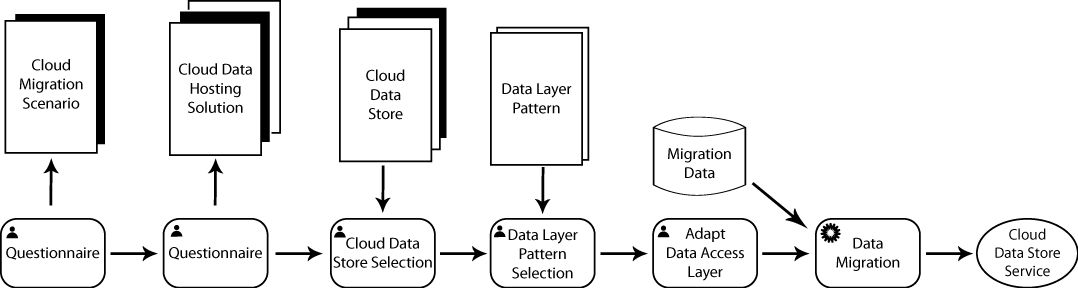 Cloud
Migration
Scenario
Cloud Data
Hosting
Solution
Cloud
Data
Store
Data Layer
Pattern
Migration
Data
Questionnaire
Questionnaire
Cloud Data
Store Selection
Data Layer
Pattern
Selection
Adapt
Data Access
Layer
Data
Migration
Cloud
Data Store
Service